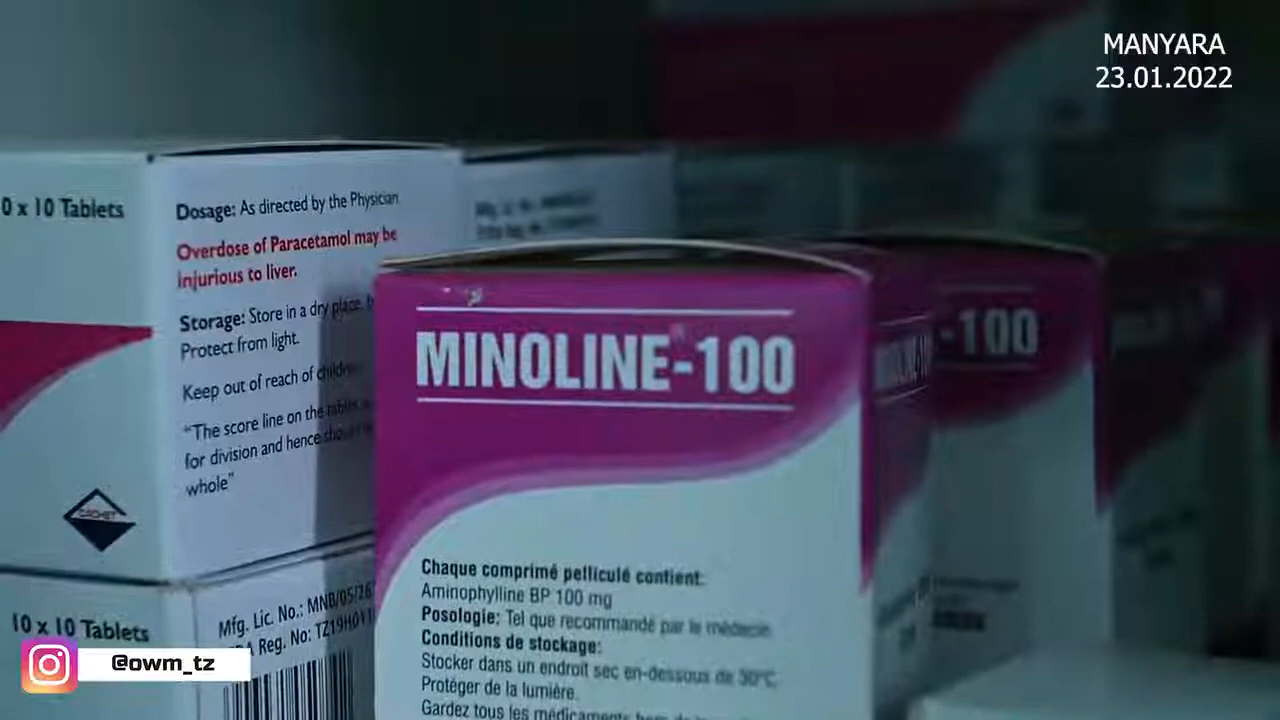 MANYARA
23.01.2022
0 x 10 Tablets
Dosage: As directed by the Physician
Overdose of Paracetamol may be
injurious to liver.
Storage: Store in a dry place,
Protect from light.
Keep out of reach of
"The score line on the tablet
for division and hence
whole"
CACHET
10 x 10 Tablets
Mfg. Lic. No.: MNB/05/26
Reg. No: TZ19H01
MINOLINE-100
Chaque comprimé pelliculé contient:
Aminophylline BP 100 mg
Posologie: Tel que recommandé par le médecin.
Conditions de stockage:
Stocker dans un endroit sec en-dessous de 30°C.
Protéger de la lumière.
Gardez tous les médicaments
-100
@owm_tz